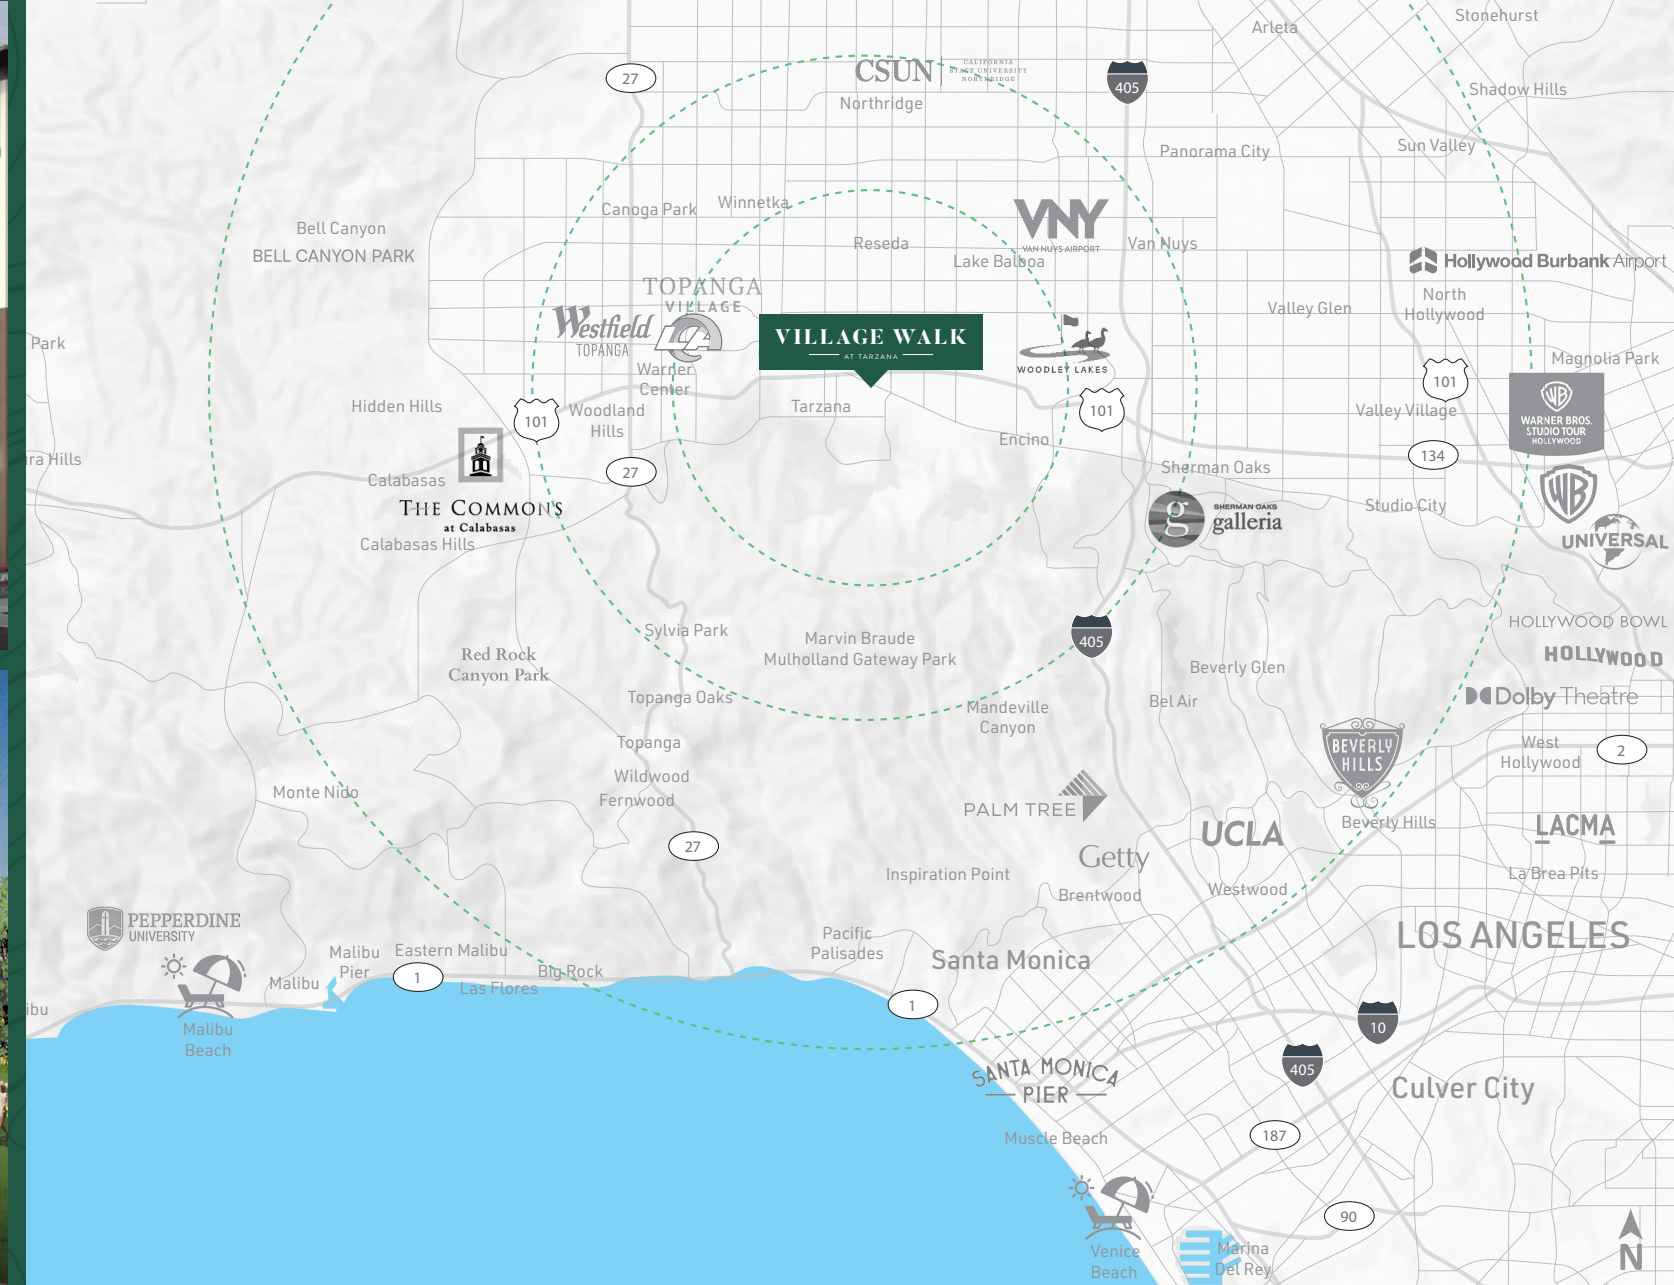 Stonehurst
Arleta
CSUN
CALIFORNIA
STATE UNIVERSITY
NORTHRIDGE
27
405
Shadow Hills
Northridge
Panorama City
Sun Valley
Canoga Park
Winnetka
VNY
VAN NUYS AIRPORT
Bell Canyon
BELL CANYON PARK
Reseda
Van Nuys
Lake Balboa
Hollywood Burbank Airport
TOPANGA
VILLAGE
North
Hollywood
Valley Glen
Westfield
TOPANGA
LA
VILLAGE WALK
AT TARZANA
WOODLEY LAKES
Park
Magnolia Park
Warner
Center
101
WB
WARNER BROS.
STUDIO TOUR
HOLLYWOOD
Hidden Hills
101
Woodland
Hills
Tarzana
101
Valley Village
Encino
134
ra Hills
27
Sherman Oaks
Calabasas
THE COMMONS
at Calabasas
Calabasas Hills
g
SHERMAN OAKS
galleria
Studio City
WB
UNIVERSAL
HOLLYWOOD BOWL
Sylvia Park
Marvin Braude
Mulholland Gateway Park
405
Red Rock
Canyon Park
HOLLYWOOD
Beverly Glen
Topanga Oaks
Mandeville
Canyon
Bel Air
Dolby Theatre
Topanga
BEVERLY
HILLS
West
Hollywood
2
Wildwood
Fernwood
Monte Nido
PALM TREE
Beverly Hills
UCLA
LACMA
27
Getty
Inspiration Point
Brentwood
Westwood
La Brea Pits
PEPPERDINE
UNIVERSITY
LOS ANGELES
Pacific
Palisades
Santa Monica
Malibu
Pier
Eastern Malibu
1
Big Rock
Las Flores
Malibu
1
ibu
10
Malibu
Beach
405
SANTA MONICA
PIER
Culver City
Muscle Beach
187
90
Venice
Beach
Marina
Del Rey
N